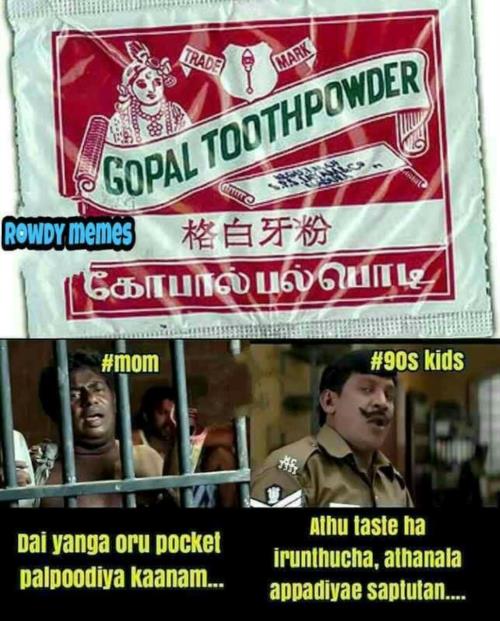 TRADE MARK
GOPAL TOOTHPOWDER
Rowdy memes
格白牙粉
கோபால் பல்பொடி
#mom
#90s kids
Dai yanga oru pocket
palpoodiya kaanam...
Athu taste ha
irunthucha, athanala
appadiyae saptutan....